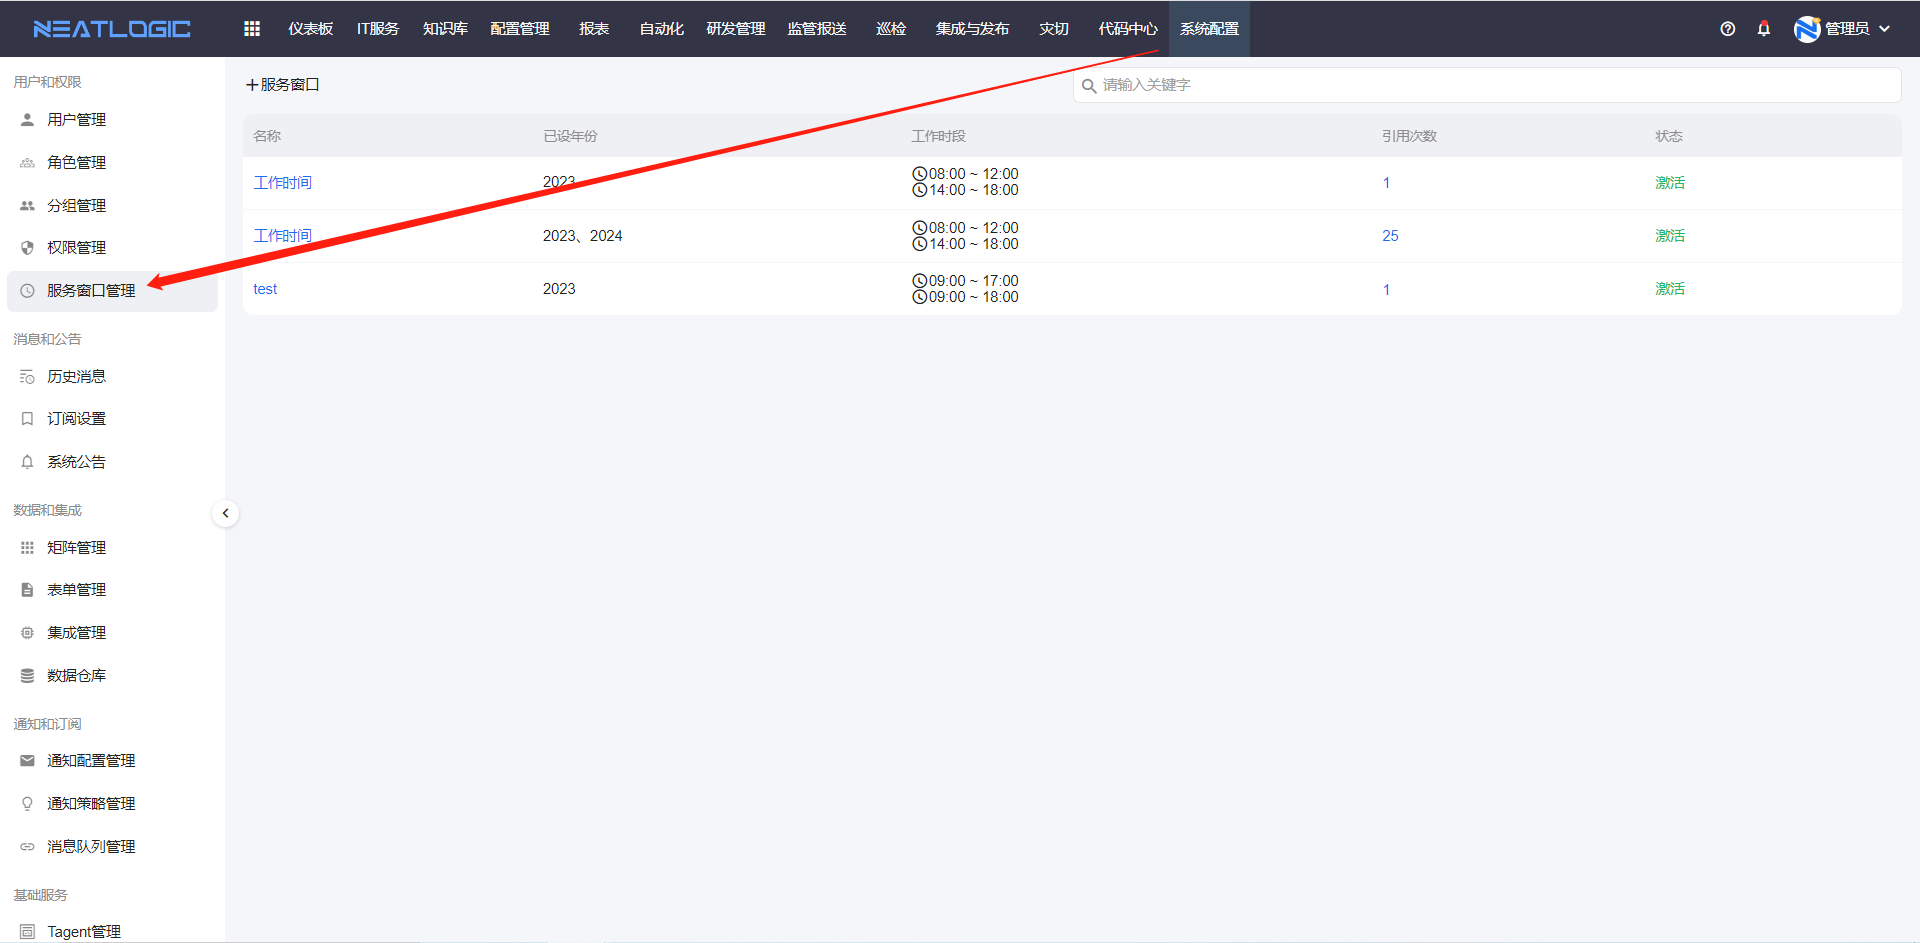 NEATLOGIC
仪表板 IT服务 知识库 配置管理 报表 自动化 研发管理 监管报送 巡检 集成与发布 灾切 代码中心 系统配置 管理员
用户和权限
用户管理
角色管理
分组管理
权限管理
服务窗口管理
消息和公告
历史消息
订阅设置
系统公告
数据和集成
矩阵管理
表单管理
集成管理
数据仓库
通知和订阅
通知配置管理
通知策略管理
消息队列管理
基础服务
Tagent管理
+服务窗口
请输入关键字
名称 已设年份 工作时段 引用次数 状态
工作时间 2023 08:00 ~ 12:00 1 激活
14:00 ~ 18:00
工作时间 2023、2024 08:00 ~ 12:00 25 激活
14:00 ~ 18:00
test 2023 09:00 ~ 17:00 1 激活
09:00 ~ 18:00